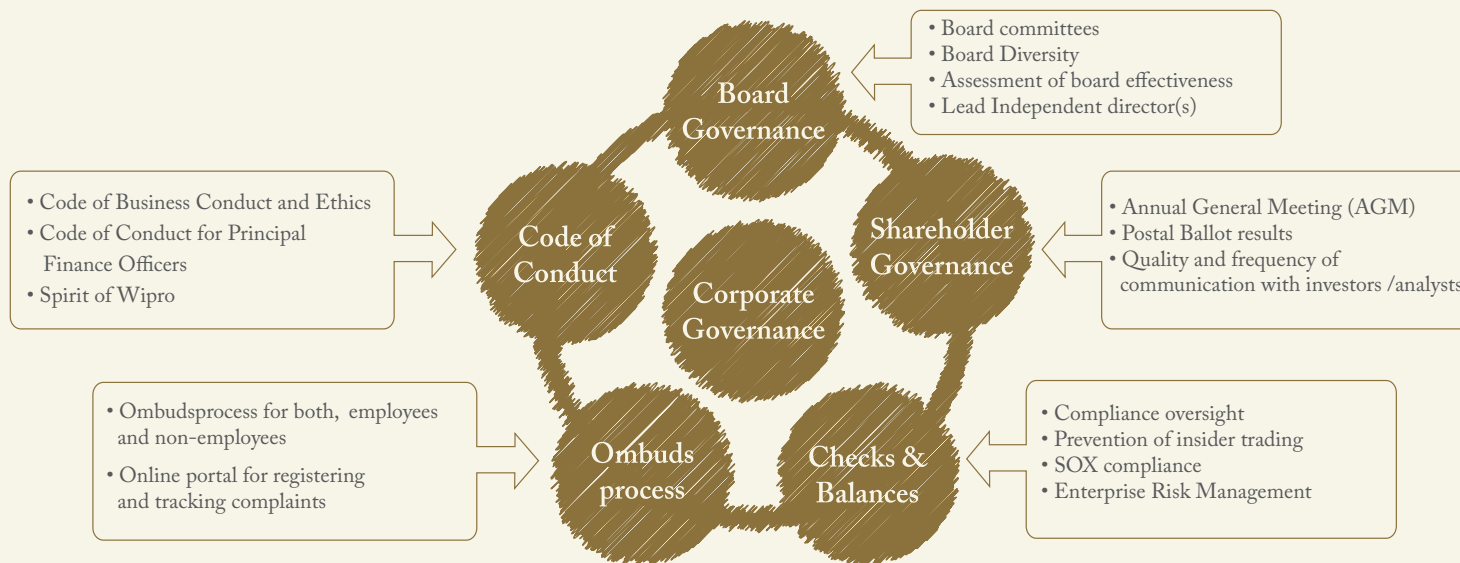 Board
Governance
• Board committees
• Board Diversity
• Assessment of board effectiveness
• Lead Independent director(s)
• Code of Business Conduct and Ethics
• Code of Conduct for Principal
Finance Officers
• Spirit of Wipro
Code of
Conduct
Shareholder
Governance
• Annual General Meeting (AGM)
• Postal Ballot results
• Quality and frequency of
communication with investors /analysts
Corporate
Governance
• Ombudsprocess for both, employees
and non-employees
• Online portal for registering
and tracking complaints
Ombuds
process
Checks &
Balances
• Compliance oversight
• Prevention of insider trading
• SOX compliance
• Enterprise Risk Management